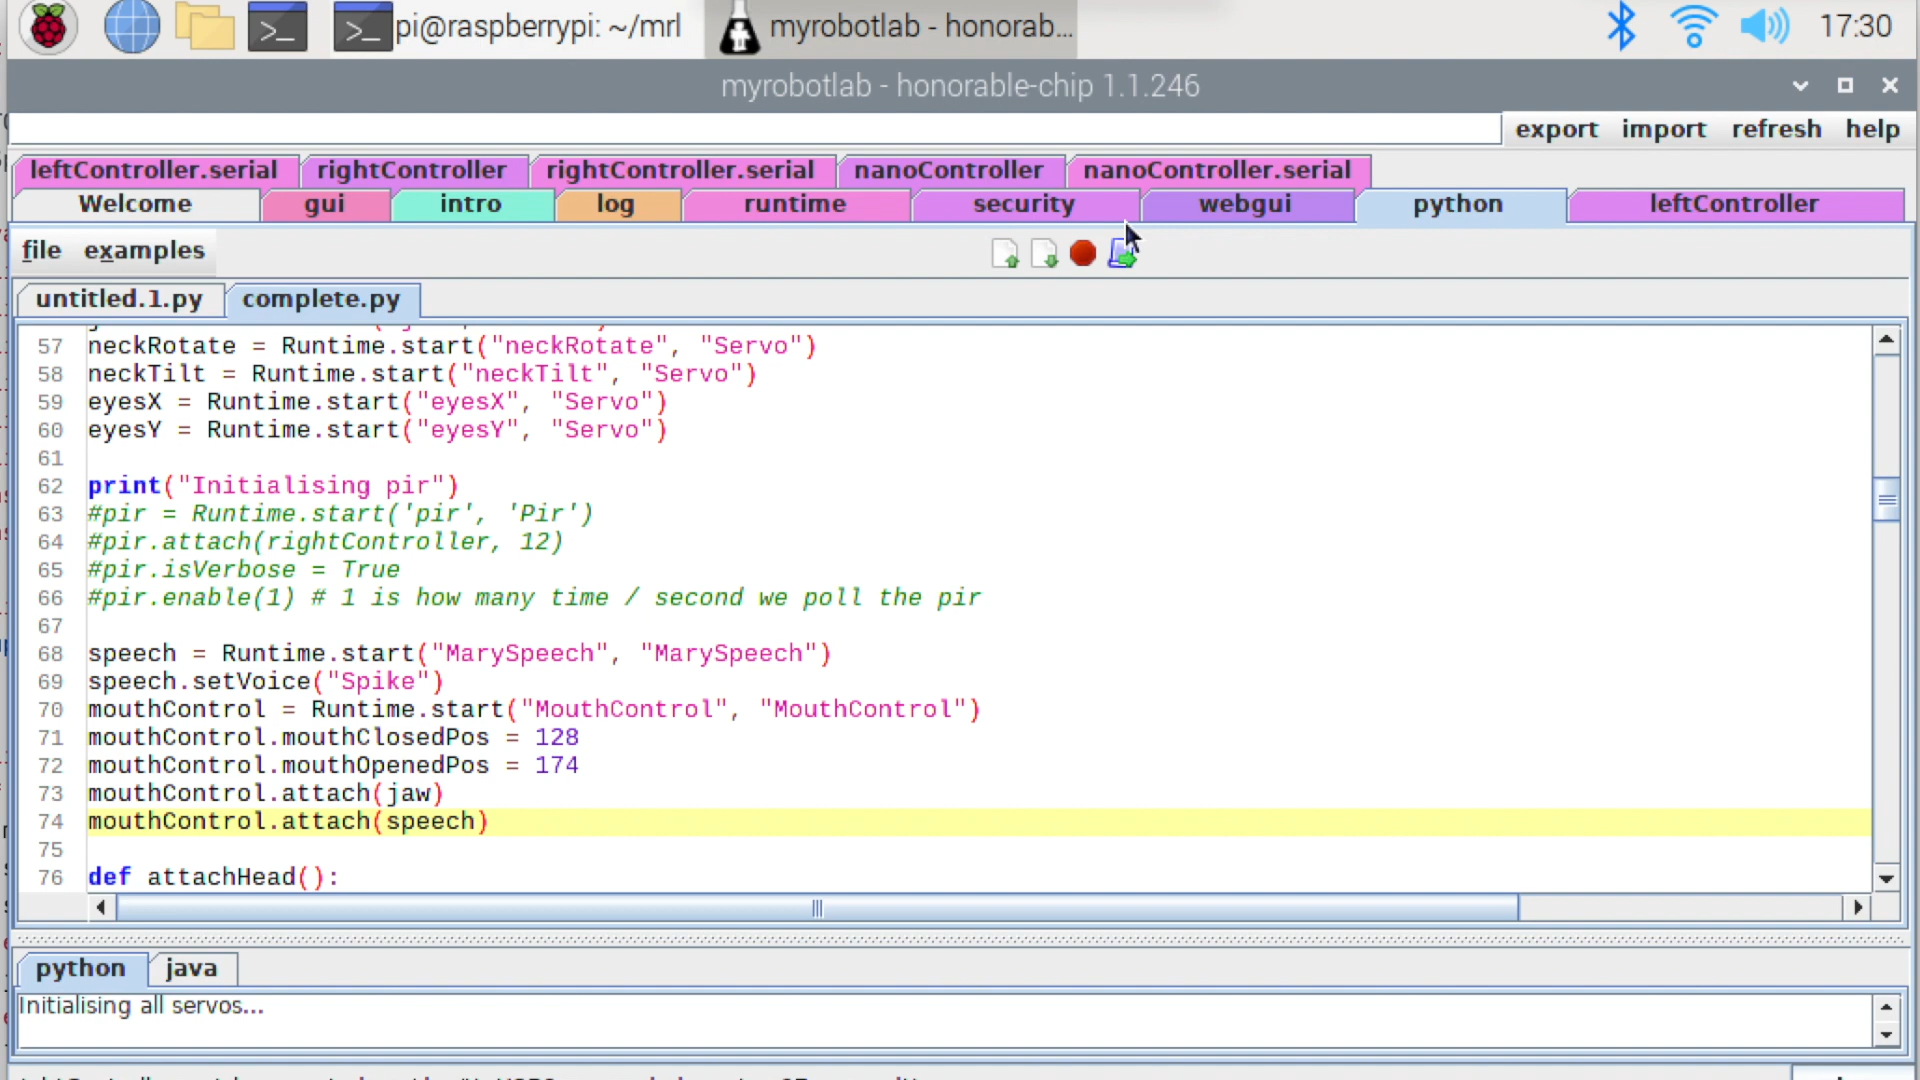 pi@raspberrypi: ~/mrl
myrobotlab - honorab...
17:30
myrobotlab - honorable-chip 1.1.246
export import refresh help
leftController.serial rightController rightController.serial nanoController nanoController.serial
Welcome gui intro log runtime security webgui python leftController
file examples
untitled.1.py complete.py
57 neckRotate = Runtime.start("neckRotate", "Servo")
58 neckTilt = Runtime.start("neckTilt", "Servo")
59 eyesX = Runtime.start("eyesX", "Servo")
60 eyesY = Runtime.start("eyesY", "Servo")
61
62 print("Initialising pir")
63 #pir = Runtime.start('pir', 'Pir')
64 #pir.attach(rightController, 12)
65 #pir.isVerbose = True
66 #pir.enable(1) # 1 is how many time / second we poll the pir
67
68 speech = Runtime.start("MarySpeech", "MarySpeech")
69 speech.setVoice("Spike")
70 mouthControl = Runtime.start("MouthControl", "MouthControl")
71 mouthControl.mouthClosedPos = 128
72 mouthControl.mouthOpenedPos = 174
73 mouthControl.attach(jaw)
74 mouthControl.attach(speech)
75
76 def attachHead():
python java
Initialising all servos...